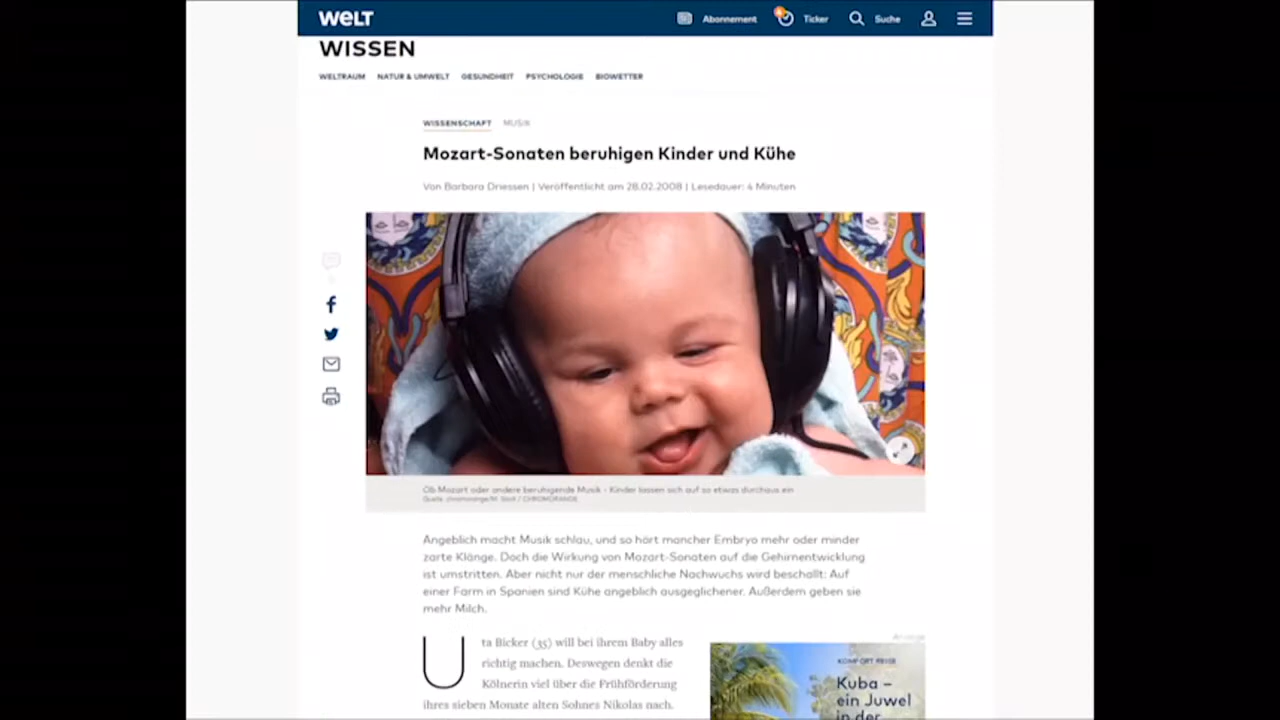 WELT
Abonnement
Ticker
Suche
WISSEN
WELTRAUM NATUR & UMWELT GESUNDHEIT PSYCHOLOGIE BIOWETTER
WISSENSCHAFT MUSIK
Mozart-Sonaten beruhigen Kinder und Kühe
Von Barbara Driessen | Veröffentlicht am 28.02.2008 | Lesedauer: 4 Minuten
Ob Mozart oder andere beruhigende Musik - Kinder lassen sich auf so etwas durchaus ein
Angeblich macht Musik schlau, und so hört mancher Embryo mehr oder minder
zarte Klänge. Doch die Wirkung von Mozart-Sonaten auf die Gehirnentwicklung
ist umstritten. Aber nicht nur der menschliche Nachwuchs wird beschallt: Auf
einer Farm in Spanien sind Kühe angeblich ausgeglichener. Außerdem geben sie
mehr Milch.
Uta Bicker (35) will bei ihrem Baby alles
richtig machen. Deswegen denkt die
Kölnerin viel über die Frühförderung
ihres sieben Monate alten Sohnes Nikolas nach.
Anzeige
KOMFORT REISE
Kuba –
ein Juwel
in der